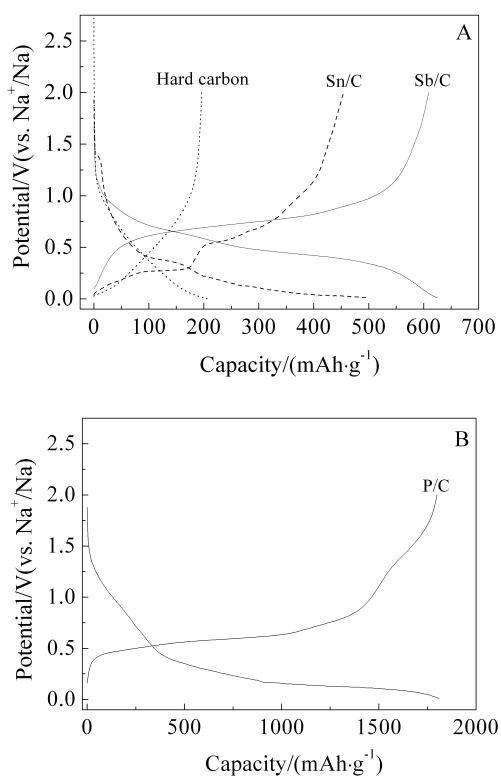 A
Hard carbon
Sn/C
Sb/C
Potential/V(vs. Na⁺/Na)
2.5
2.0
1.5
1.0
0.5
0.0
0 100 200 300 400 500 600 700
Capacity/(mAh·g⁻¹)
B
P/C
Potential/V(vs. Na⁺/Na)
2.5
2.0
1.5
1.0
0.5
0.0
0 500 1000 1500 2000
Capacity/(mAh·g⁻¹)